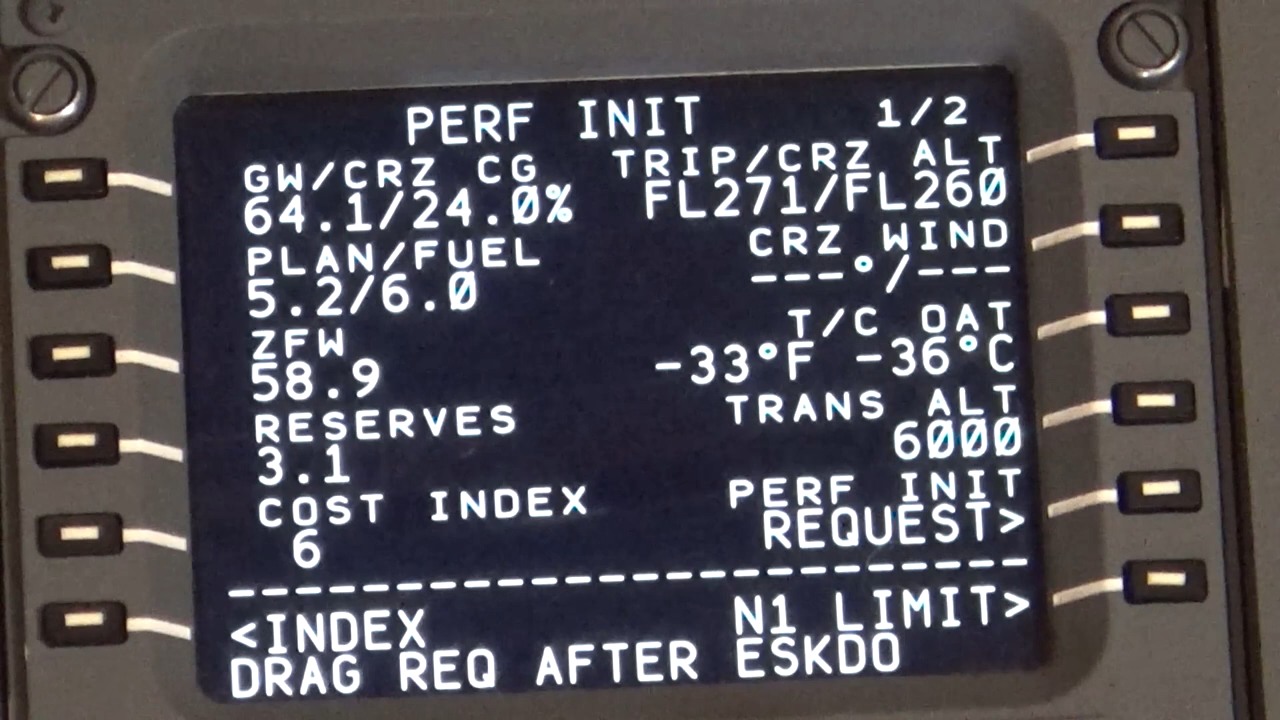 PERF INIT 1/2
GW/CRZ CG TRIP/CRZ ALT
64.1/24.0% FL271/FL260
PLAN/FUEL CRZ WIND
5.2/6.0 ---°/---
ZFW T/C OAT
58.9 -33°F -36°C
RESERVES TRANS ALT
3.1 6000
COST INDEX PERF INIT
6 REQUEST>
------------------------
<INDEX N1 LIMIT>
DRAG REQ AFTER ESKDO